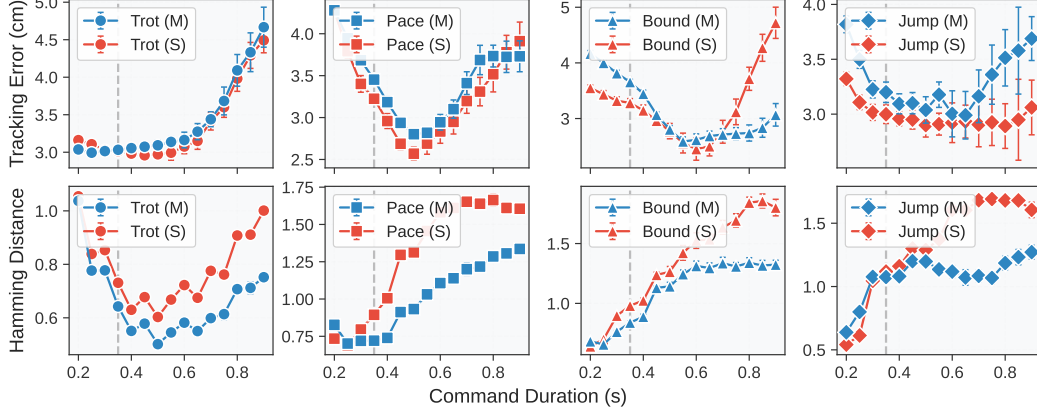 Tracking Error (cm)
5.0
4.5
4.0
3.5
3.0
Trot (M)
Trot (S)
4.0
3.5
3.0
2.5
Pace (M)
Pace (S)
5
4
3
Bound (M)
Bound (S)
4.0
3.5
3.0
Jump (M)
Jump (S)
Hamming Distance
1.0
0.8
0.6
Trot (M)
Trot (S)
0.2 0.4 0.6 0.8
1.75
1.50
1.25
1.00
0.75
Pace (M)
Pace (S)
0.2 0.4 0.6 0.8
1.5
1.0
Bound (M)
Bound (S)
0.2 0.4 0.6 0.8
1.5
1.0
0.5
Jump (M)
Jump (S)
0.2 0.4 0.6 0.8
Command Duration (s)